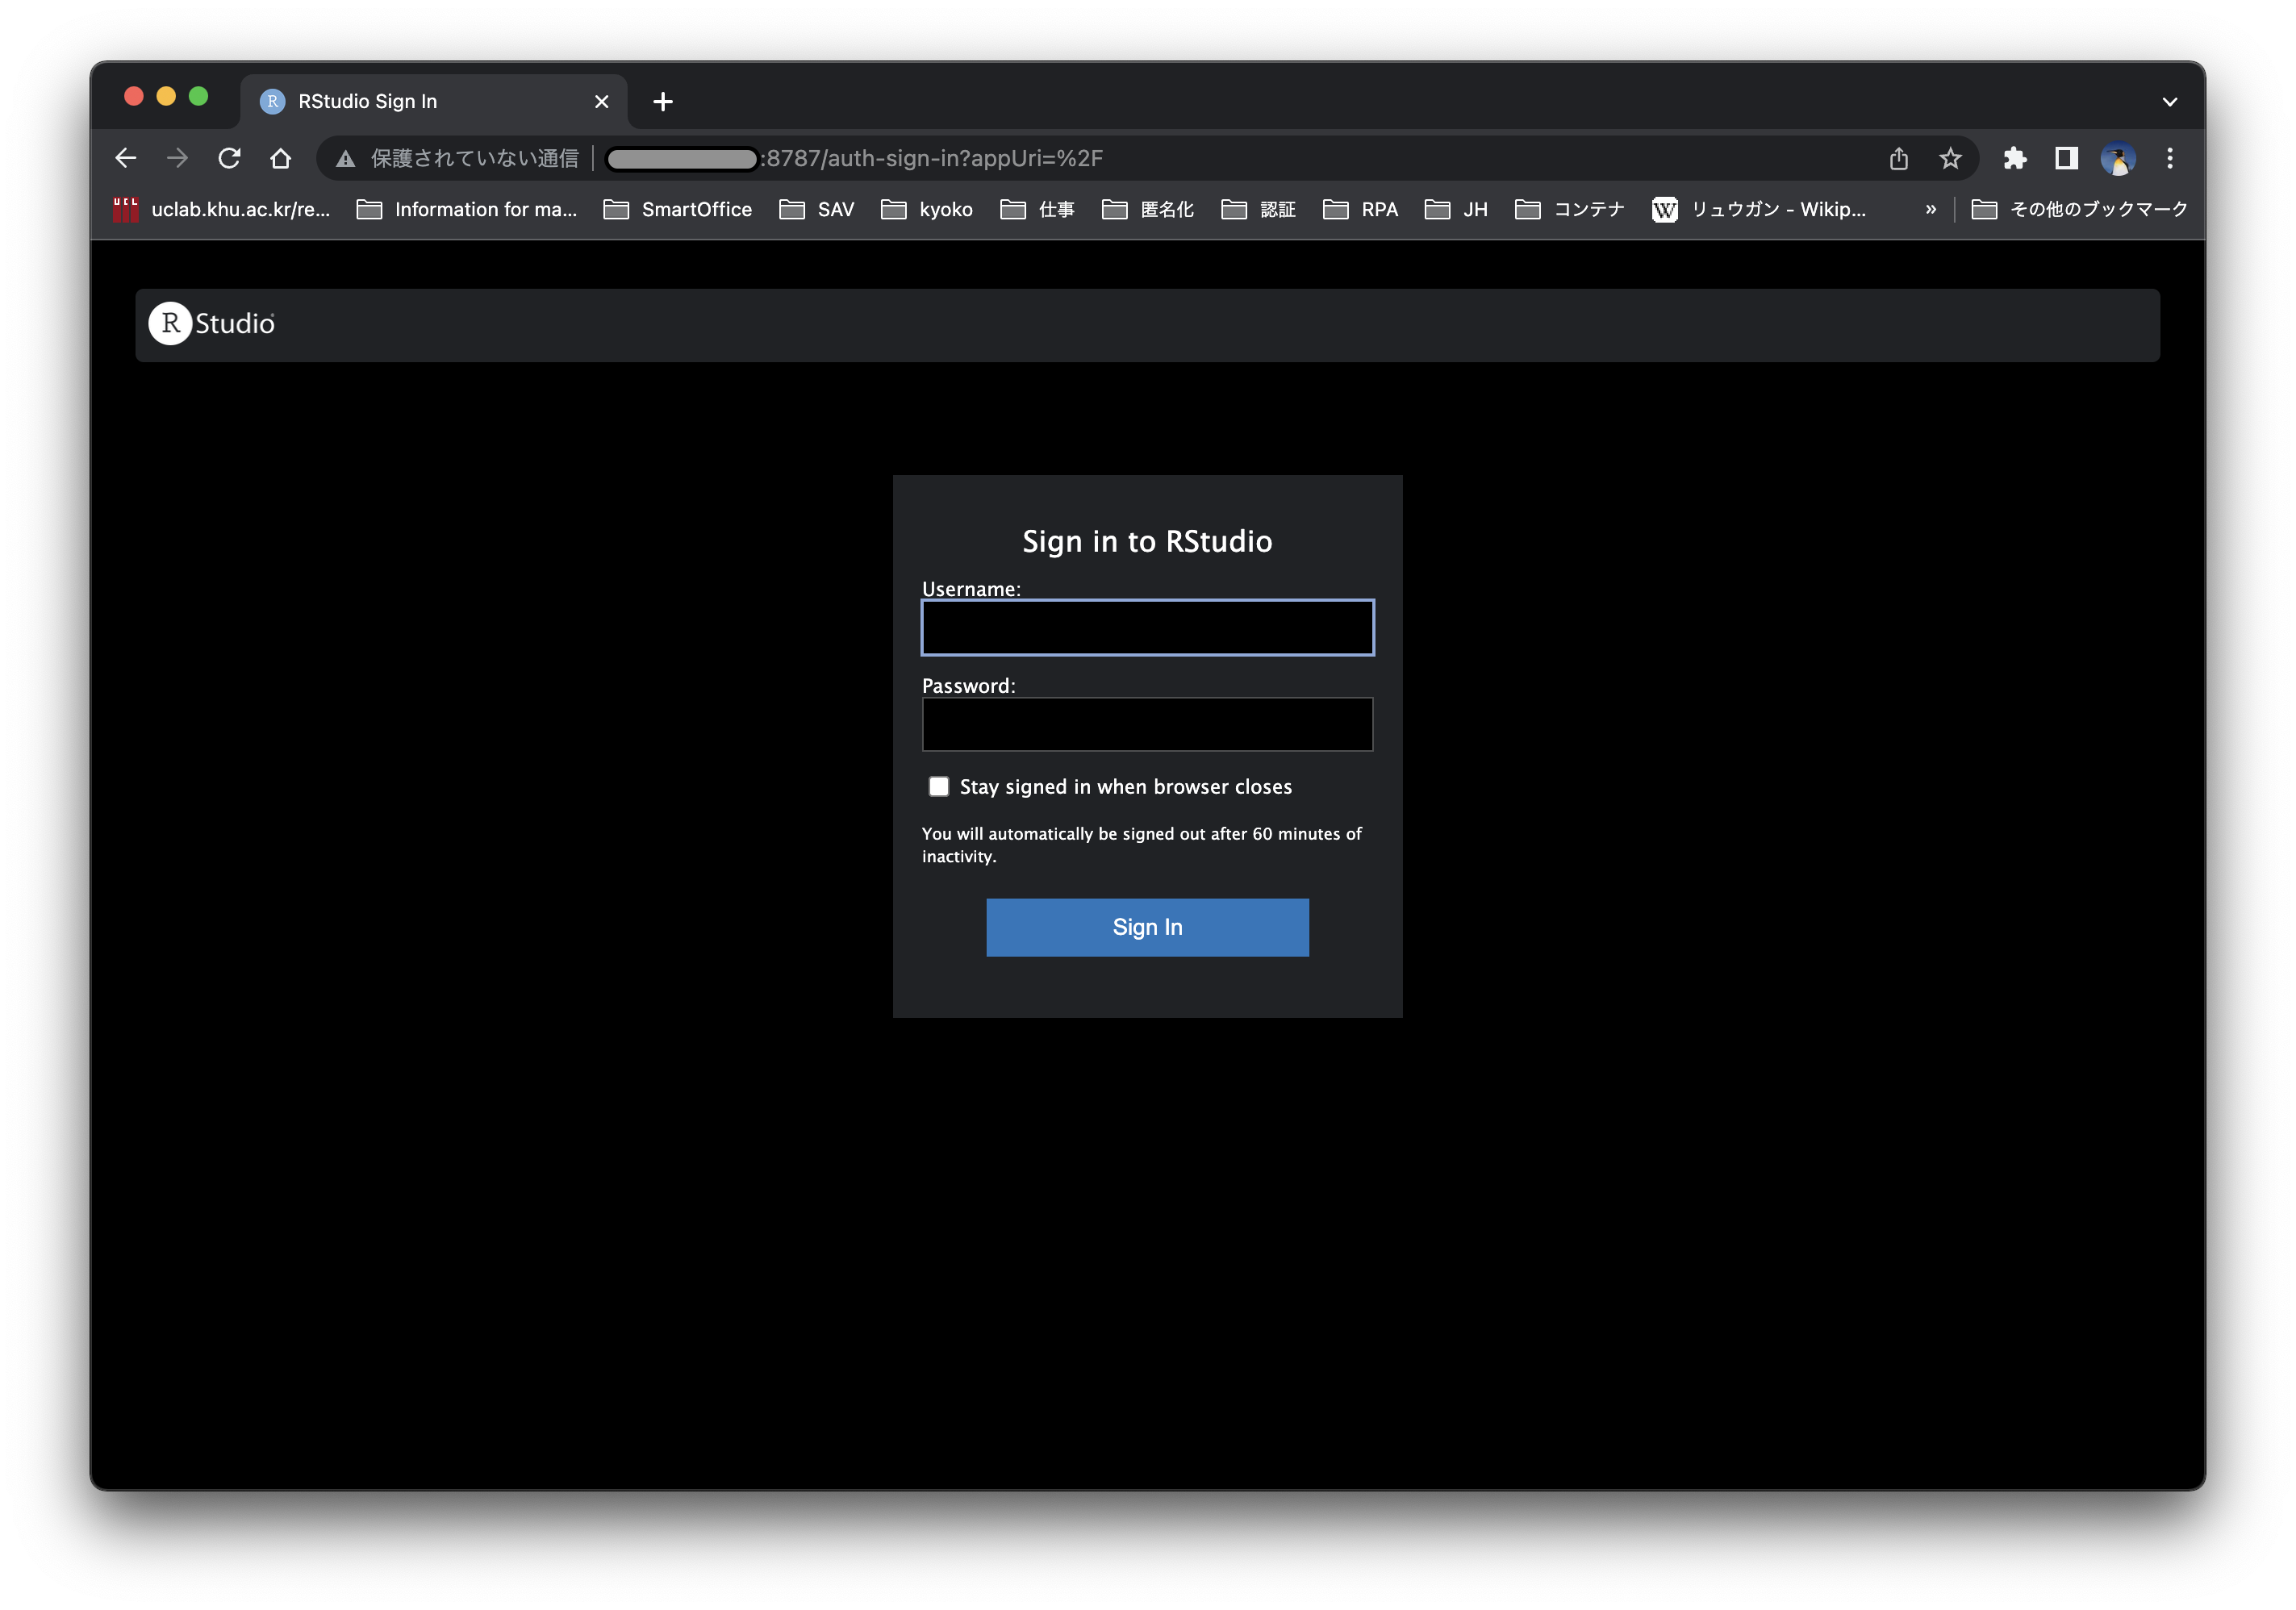 R RStudio Sign In
保護されていない通信 :8787/auth-sign-in?appUri=%2F
UCL uclab.khu.ac.kr/re... Information for ma... SmartOffice SAV kyoko 仕事 匿名化 認証 RPA JH コンテナ W リュウガン - Wikip... » その他のブックマーク
R Studio
Sign in to RStudio
Username:
Password:
Stay signed in when browser closes
You will automatically be signed out after 60 minutes of
inactivity.
Sign In